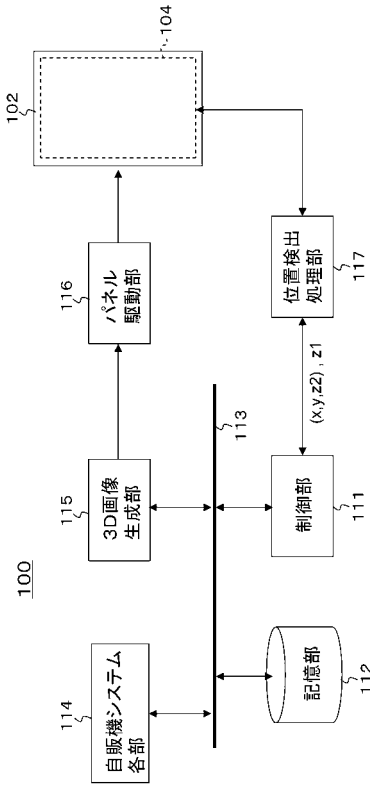 100
114
自販機システム
各部
115
3D画像
生成部
116
パネル
駆動部
102
104
113
記憶部
112
制御部
111
(x,y,z2) , z1
位置検出
処理部
117